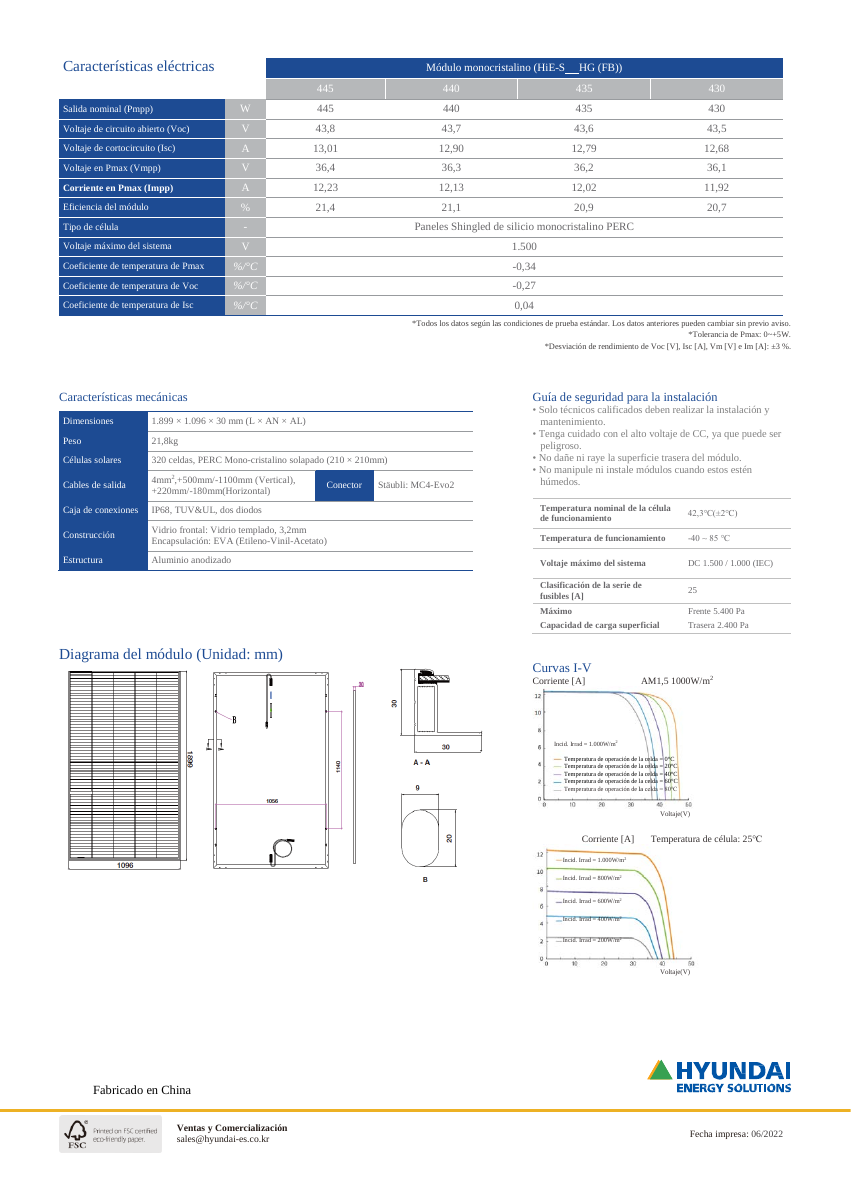 Características eléctricas
Módulo monocristalino (HiE-S__HG (FB))
445 440 435 430
Salida nominal (Pmpp) W 445 440 435 430
Voltaje de circuito abierto (Voc) V 43,8 43,7 43,6 43,5
Voltaje de cortocircuito (Isc) A 13,01 12,90 12,79 12,68
Voltaje en Pmax (Vmpp) V 36,4 36,3 36,2 36,1
Corriente en Pmax (Impp) A 12,23 12,13 12,02 11,92
Eficiencia del módulo % 21,4 21,1 20,9 20,7
Tipo de célula - Paneles Shingled de silicio monocristalino PERC
Voltaje máximo del sistema V 1.500
Coeficiente de temperatura de Pmax %/°C -0,34
Coeficiente de temperatura de Voc %/°C -0,27
Coeficiente de temperatura de Isc %/°C 0,04
*Todos los datos según las condiciones de prueba estándar. Los datos anteriores pueden cambiar sin previo aviso.
*Tolerancia de Pmax: 0~+5W.
*Desviación de rendimiento de Voc [V], Isc [A], Vm [V] e Im [A]: ±3 %.
Características mecánicas
Dimensiones 1.899 × 1.096 × 30 mm (L × AN × AL)
Peso 21,8kg
Células solares 320 celdas, PERC Mono-cristalino solapado (210 × 210mm)
Cables de salida 4mm²,+500mm/-1100mm (Vertical),
+220mm/-180mm(Horizontal)
Conector Stäubli: MC4-Evo2
Caja de conexiones IP68, TUV&UL, dos diodos
Construcción Vidrio frontal: Vidrio templado, 3,2mm
Encapsulación: EVA (Etileno-Vinil-Acetato)
Estructura Aluminio anodizado
Guía de seguridad para la instalación
• Solo técnicos calificados deben realizar la instalación y
mantenimiento.
• Tenga cuidado con el alto voltaje de CC, ya que puede ser
peligroso.
• No dañe ni raye la superficie trasera del módulo.
• No manipule ni instale módulos cuando estos estén
húmedos.
Temperatura nominal de la célula
de funcionamiento 42,3°C(±2°C)
Temperatura de funcionamiento -40 – 85 °C
Voltaje máximo del sistema DC 1.500 / 1.000 (IEC)
Clasificación de la serie de
fusibles [A] 25
Máximo Frente 5.400 Pa
Capacidad de carga superficial Trasera 2.400 Pa
Diagrama del módulo (Unidad: mm)
1899
1096
B
1056
1140
30
30
A - A
9
20
B
Curvas I-V
Corriente [A] AM1,5 1000W/m²
12
10
8
6
4
2
0
Incid. Irrad = 1.000W/m²
Temperatura de operación de la celda = 0°C
Temperatura de operación de la celda = 20°C
Temperatura de operación de la celda = 40°C
Temperatura de operación de la celda = 60°C
Temperatura de operación de la celda = 80°C
0 10 20 30 40 50
Voltaje(V)
Corriente [A] Temperatura de célula: 25°C
12
10
8
6
4
2
0
Incid. Irrad = 1.000W/m²
Incid. Irrad = 800W/m²
Incid. Irrad = 600W/m²
Incid. Irrad = 400W/m²
Incid. Irrad = 200W/m²
0 10 20 30 40 50
Voltaje(V)
HYUNDAI
ENERGY SOLUTIONS
Fabricado en China
FSC
Printed on FSC certified
eco-friendly paper.
Ventas y Comercialización
sales@hyundai-es.co.kr
Fecha impresa: 06/2022